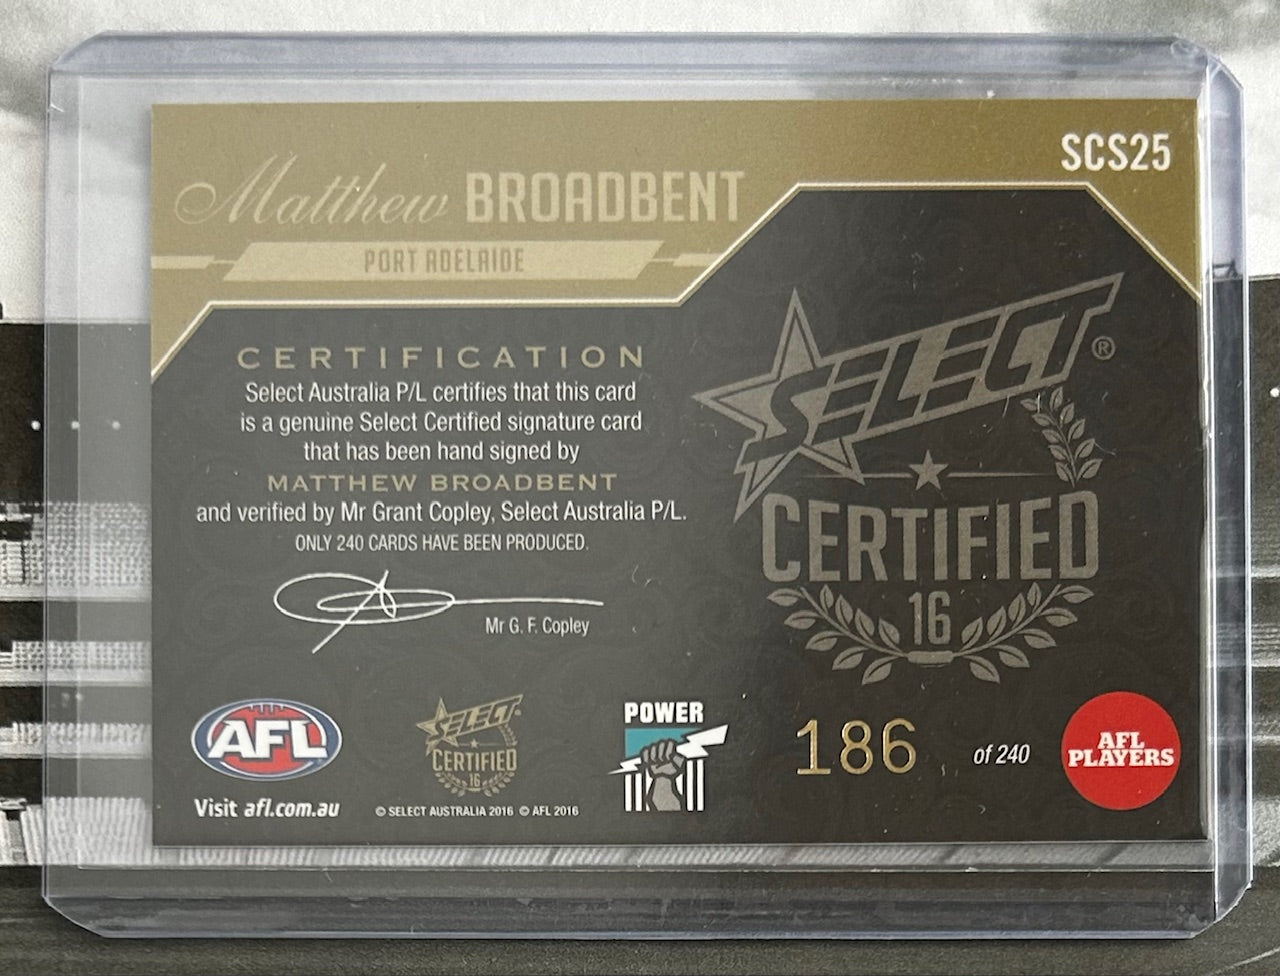 SCS25
Matthew BROADBENT
PORT ADELAIDE
CERTIFICATION
Select Australia P/L certifies that this card
is a genuine Select Certified signature card
that has been hand signed by
MATTHEW BROADBENT
and verified by Mr Grant Copley, Select Australia P/L.
ONLY 240 CARDS HAVE BEEN PRODUCED.
Mr G. F. Copley
SELECT®
CERTIFIED
16
AFL
Visit afl.com.au
SELECT
CERTIFIED
16
© SELECT AUSTRALIA 2016 © AFL 2016
POWER
186 of 240
AFL
PLAYERS